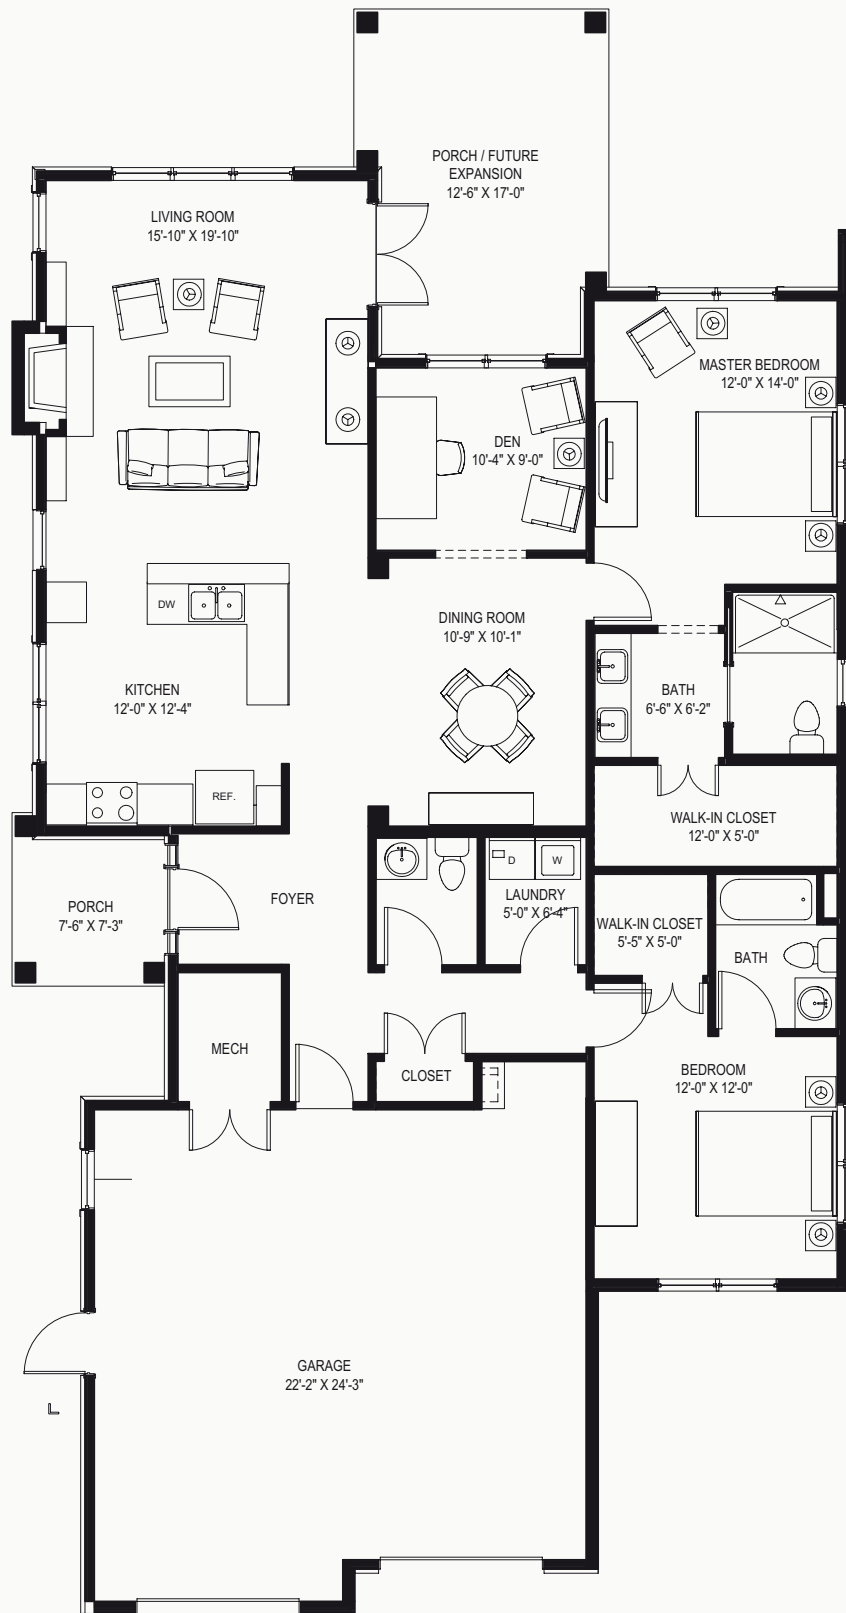 PORCH / FUTURE
EXPANSION
12'-6" X 17'-0"
LIVING ROOM
15'-10" X 19'-10"
MASTER BEDROOM
12'-0" X 14'-0"
DEN
10'-4" X 9'-0"
DW
DINING ROOM
10'-9" X 10'-1"
KITCHEN
12'-0" X 12'-4"
BATH
6'-6" X 6'-2"
REF.
WALK-IN CLOSET
12'-0" X 5'-0"
D
W
LAUNDRY
5'-0" X 6'-4"
PORCH
7'-6" X 7'-3"
FOYER
WALK-IN CLOSET
5'-5" X 5'-0"
BATH
MECH
CLOSET
BEDROOM
12'-0" X 12'-0"
GARAGE
22'-2" X 24'-3"